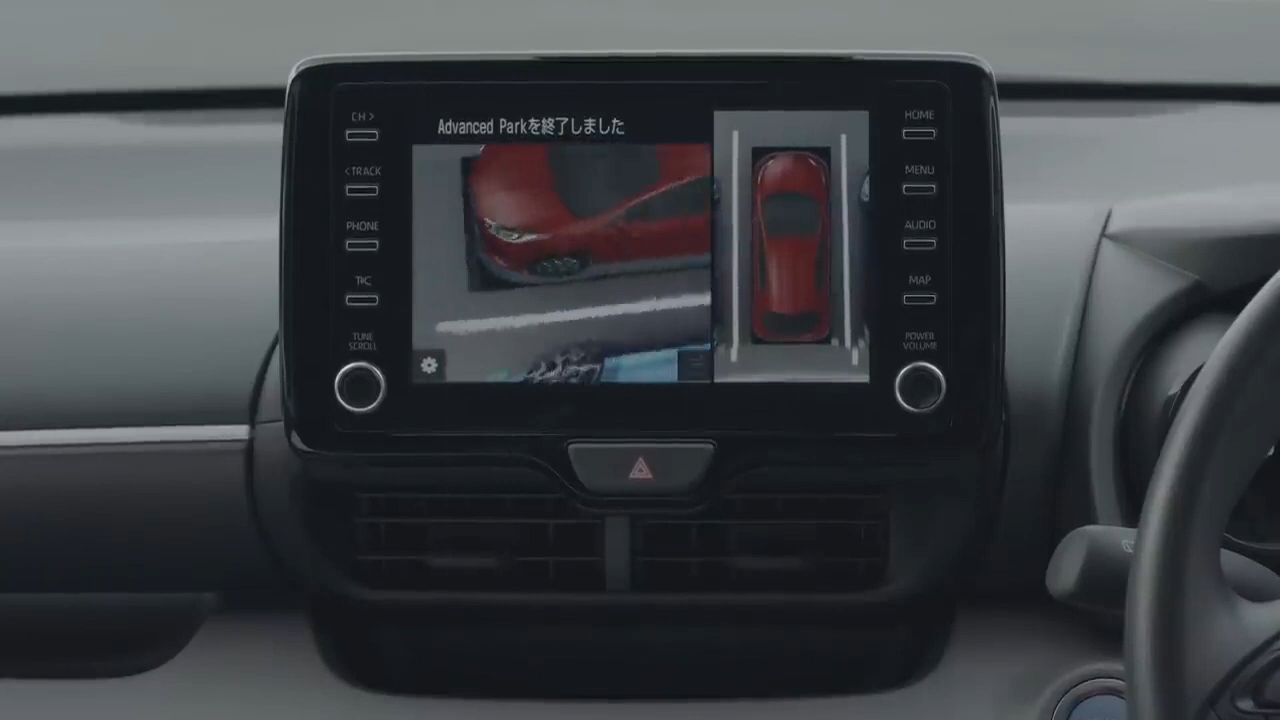 Advanced Parkを終了しました
CH >
< TRACK
PHONE
T*C
TUNE
SCROLL
HOME
MENU
AUDIO
MAP
POWER
VOLUME